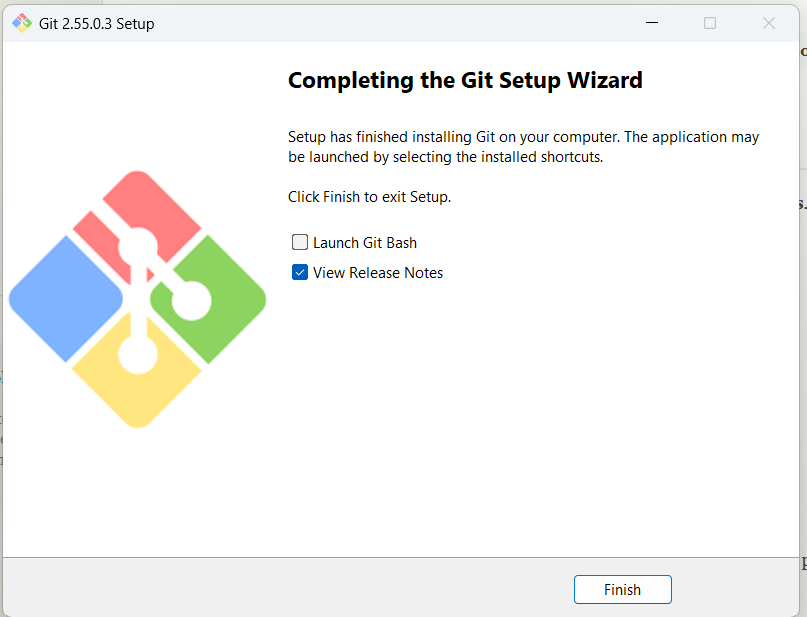 Git 2.55.0.3 Setup
Completing the Git Setup Wizard
Setup has finished installing Git on your computer. The application may
be launched by selecting the installed shortcuts.
Click Finish to exit Setup.
Launch Git Bash
View Release Notes
Finish